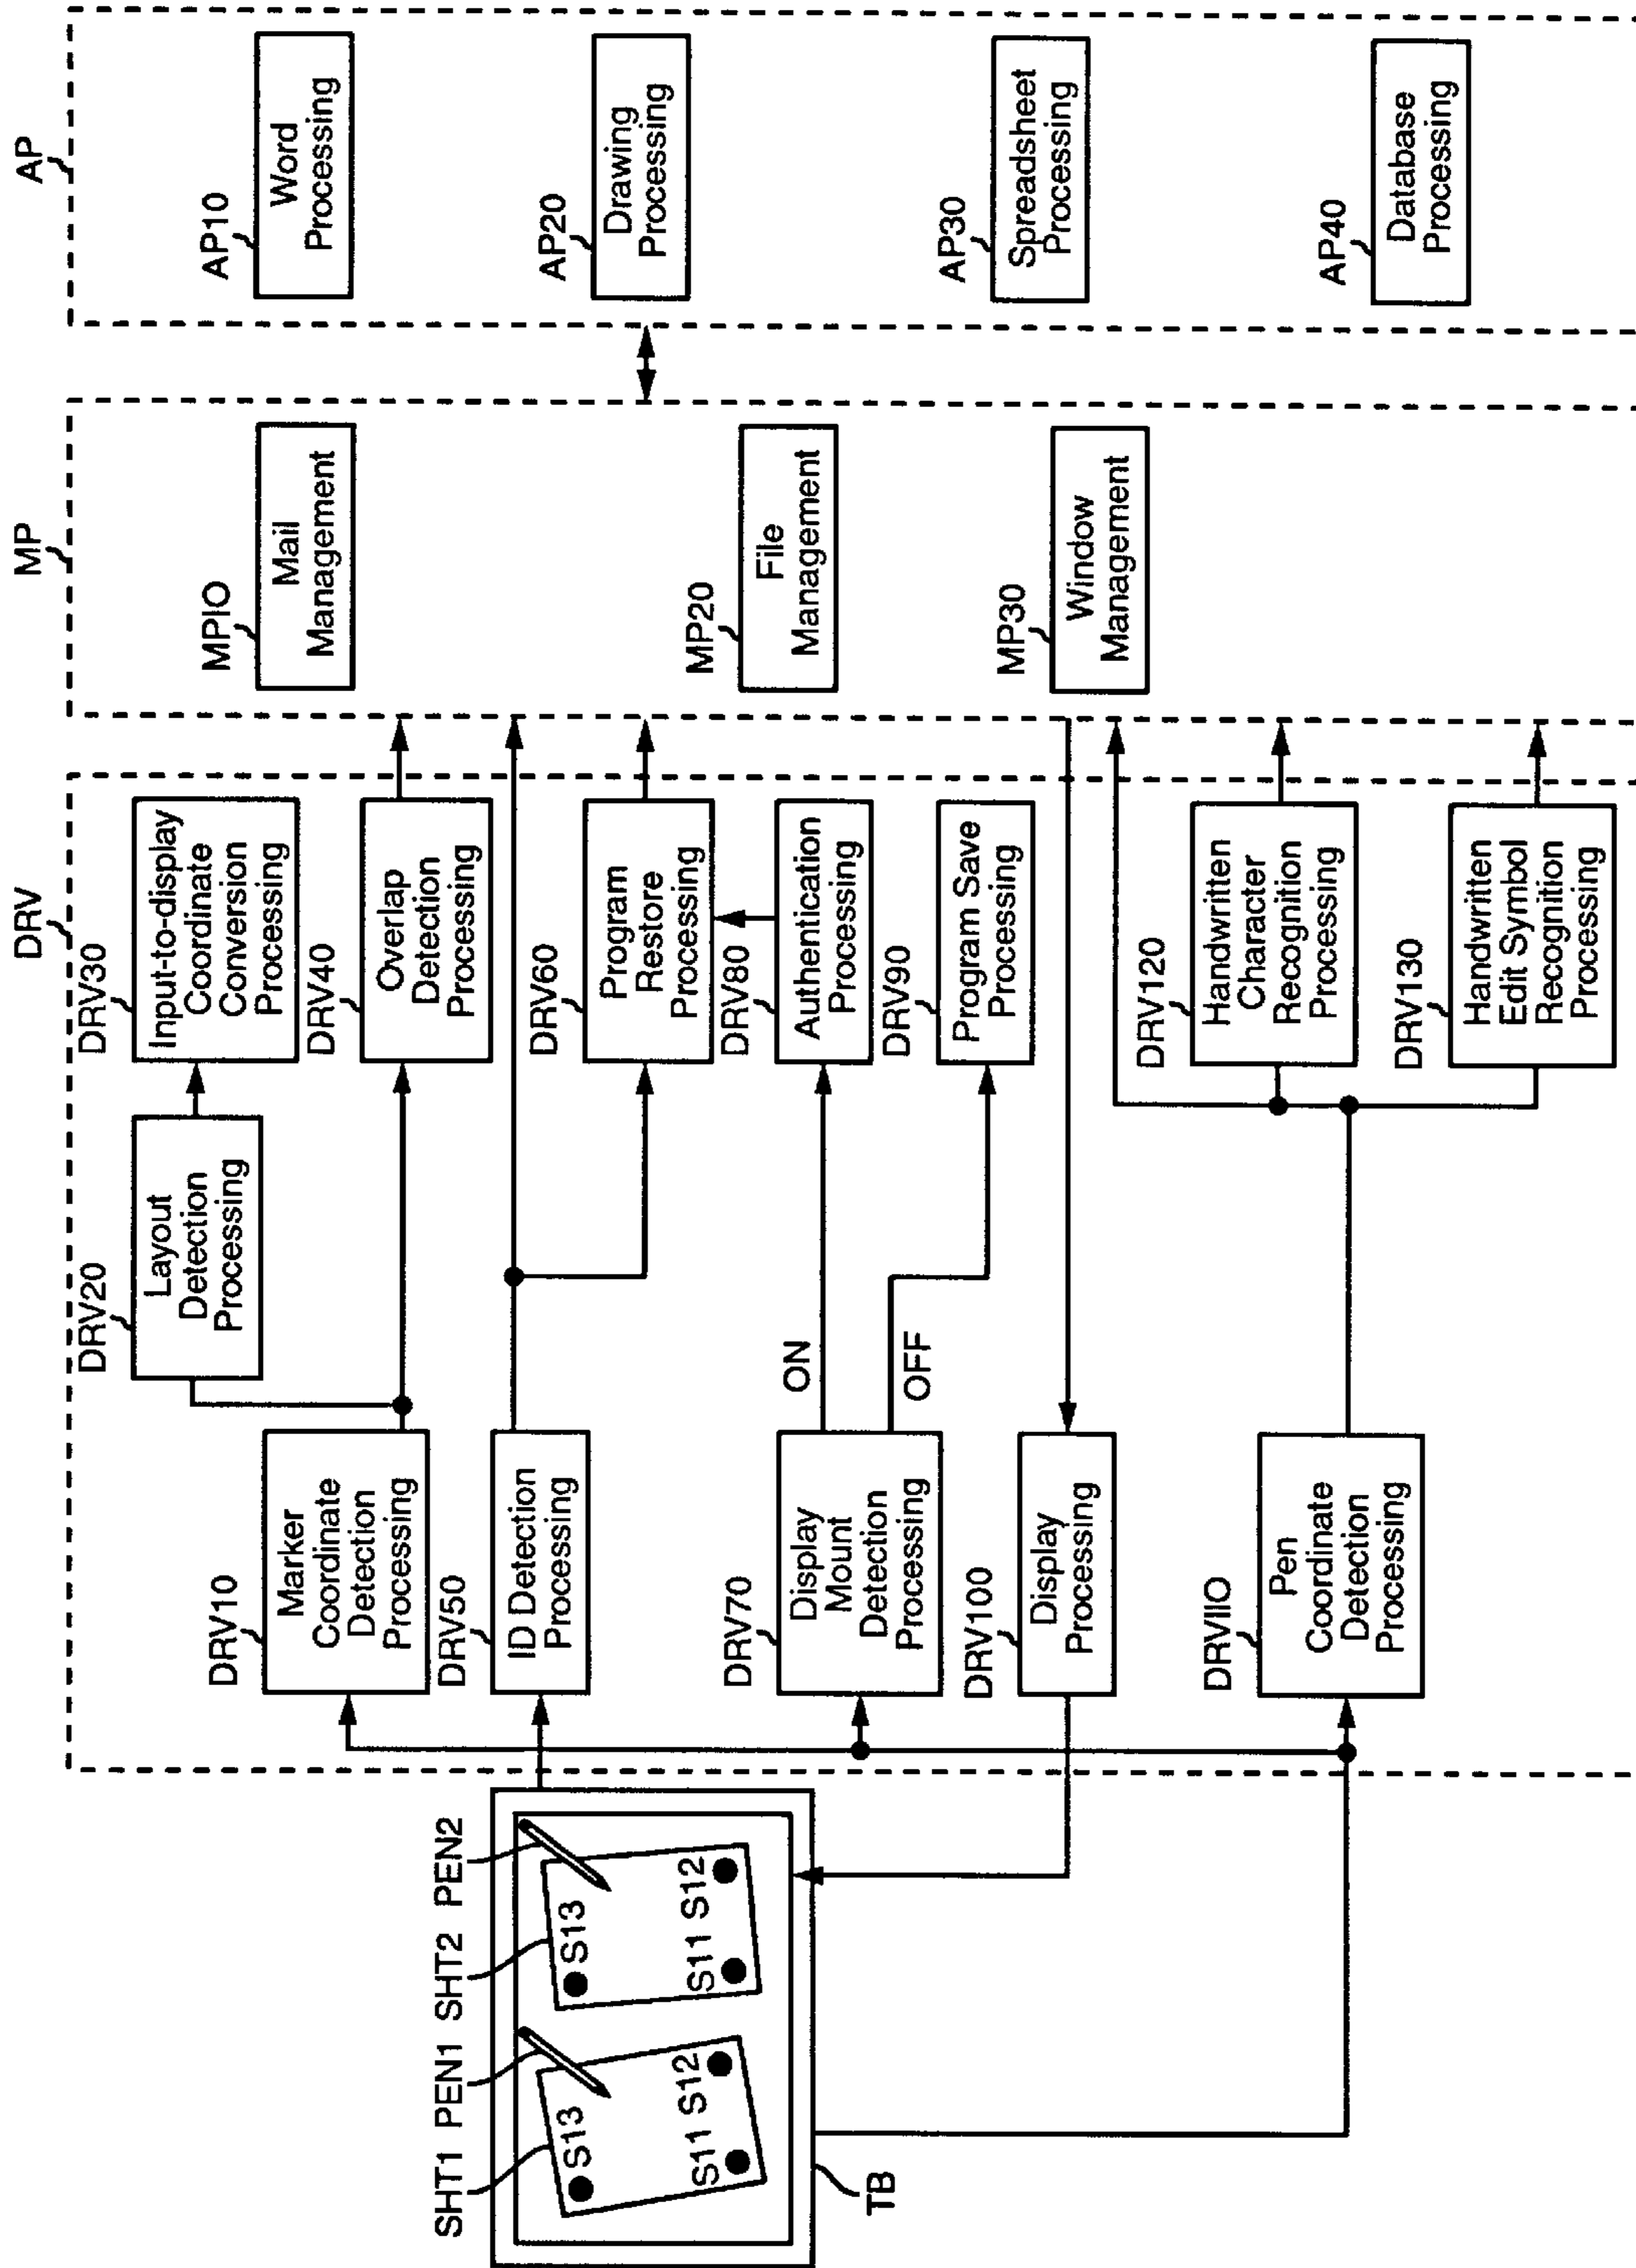 SHT1
PEN1
SHT2
PEN2
S13
S11
S12
S13
S11
S12
TB
DRV
DRV10
Marker
Coordinate
Detection
Processing
DRV20
Layout
Detection
Processing
DRV30
Input-to-display
Coordinate
Conversion
Processing
DRV40
Overlap
Detection
Processing
DRV50
ID Detection
Processing
DRV60
Program
Restore
Processing
DRV70
Display
Mount
Detection
Processing
ON
OFF
DRV80
Authentication
Processing
DRV90
Program Save
Processing
DRV100
Display
Processing
DRVIIO
Pen
Coordinate
Detection
Processing
DRV120
Handwritten
Character
Recognition
Processing
DRV130
Handwritten
Edit Symbol
Recognition
Processing
MP
MPIO
Mail
Management
MP20
File
Management
MP30
Window
Management
AP
AP10
Word
Processing
AP20
Drawing
Processing
AP30
Spreadsheet
Processing
AP40
Database
Processing